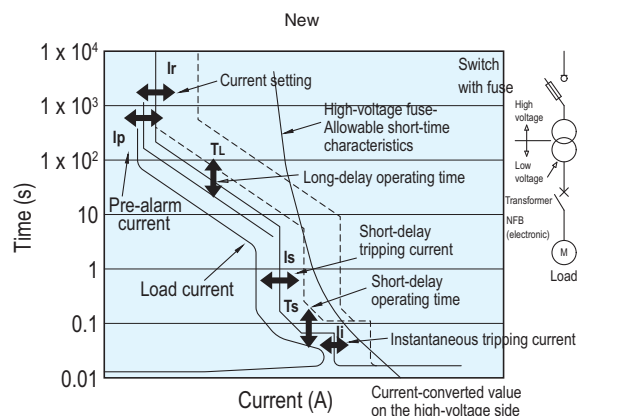 New
1 x 10⁴
1 x 10³
1 x 10²
10
1
0.1
0.01
Time (s)
Current (A)
Ir
Current setting
Ip
Pre-alarm
current
TL
Long-delay operating time
High-voltage fuse-
Allowable short-time
characteristics
Is
Short-delay
tripping current
Load current
Ts
Short-delay
operating time
Ii
Instantaneous tripping current
Current-converted value
on the high-voltage side
Switch
with fuse
High
voltage
Low
voltage
Transformer
NFB
(electronic)
M
Load